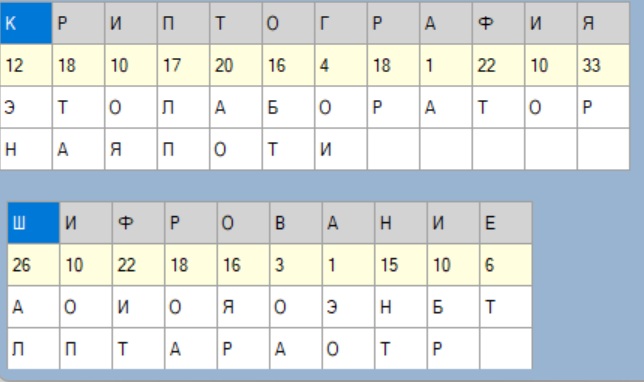 К Р И П Т О Г Р А Ф И Я
12 18 10 17 20 16 4 18 1 22 10 33
Э Т О Л А Б О Р А Т О Р
Н А Я П О Т И
Ш И Ф Р О В А Н И Е
26 10 22 18 16 3 1 15 10 6
А О И О Я О Э Н Б Т
Л П Т А Р А О Т Р